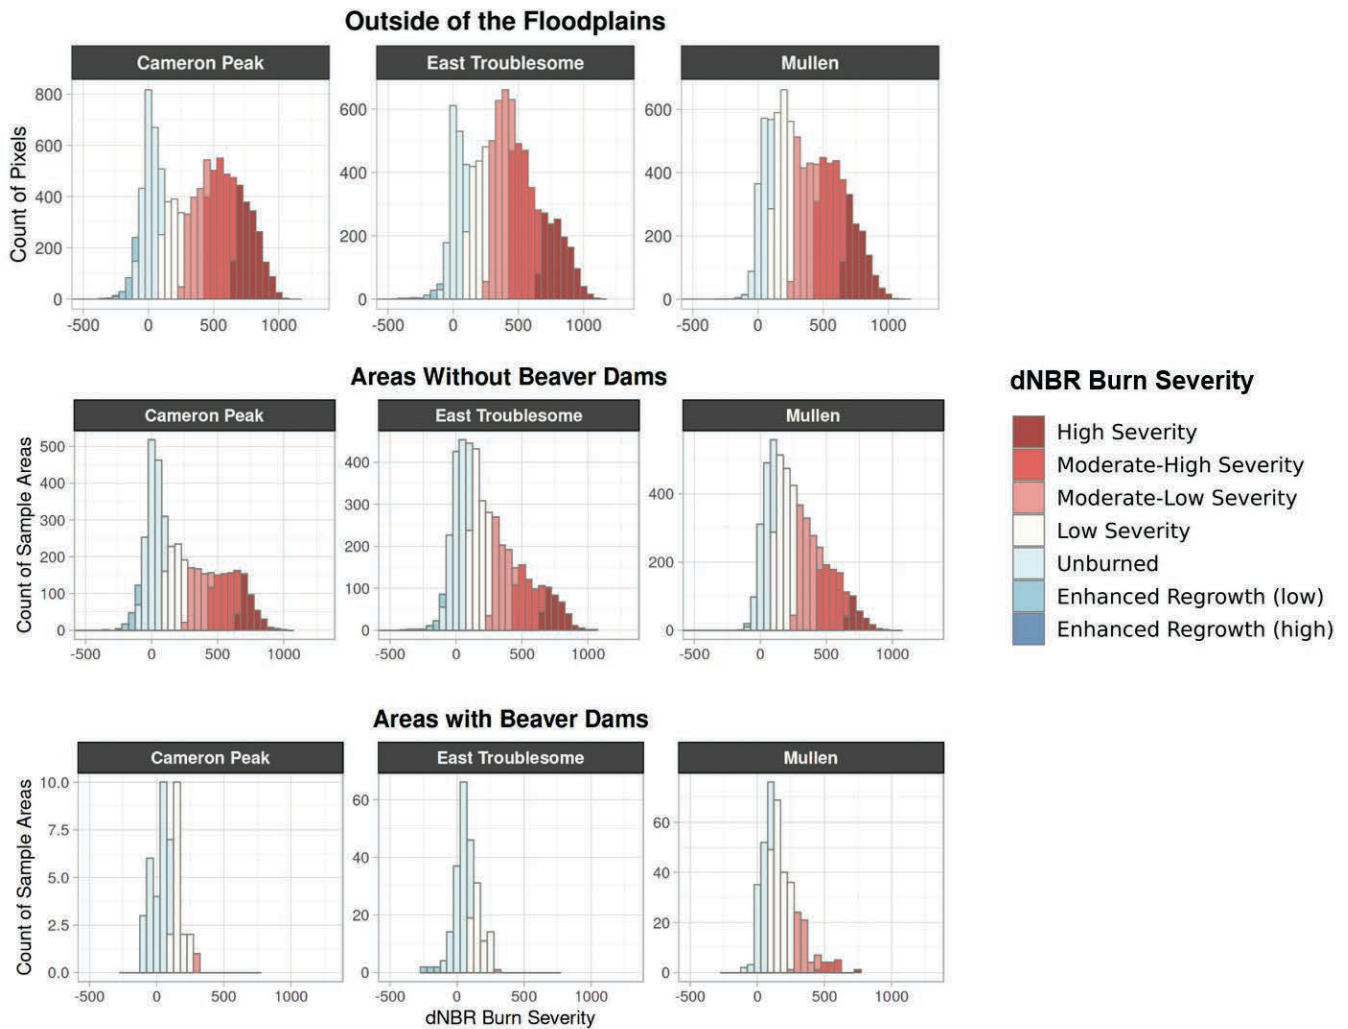 Outside of the Floodplains
Cameron Peak
East Troublesome
Mullen
Count of Pixels
800
600
400
200
0
600
400
200
0
600
400
200
0
-500 0 500 1000
-500 0 500 1000
-500 0 500 1000
Areas Without Beaver Dams
Cameron Peak
East Troublesome
Mullen
Count of Sample Areas
500
400
300
200
100
0
400
300
200
100
0
400
200
0
-500 0 500 1000
-500 0 500 1000
-500 0 500 1000
dNBR Burn Severity
High Severity
Moderate-High Severity
Moderate-Low Severity
Low Severity
Unburned
Enhanced Regrowth (low)
Enhanced Regrowth (high)
Areas with Beaver Dams
Cameron Peak
East Troublesome
Mullen
Count of Sample Areas
10.0
7.5
5.0
2.5
0.0
60
40
20
0
60
40
20
0
-500 0 500 1000
-500 0 500 1000
-500 0 500 1000
dNBR Burn Severity